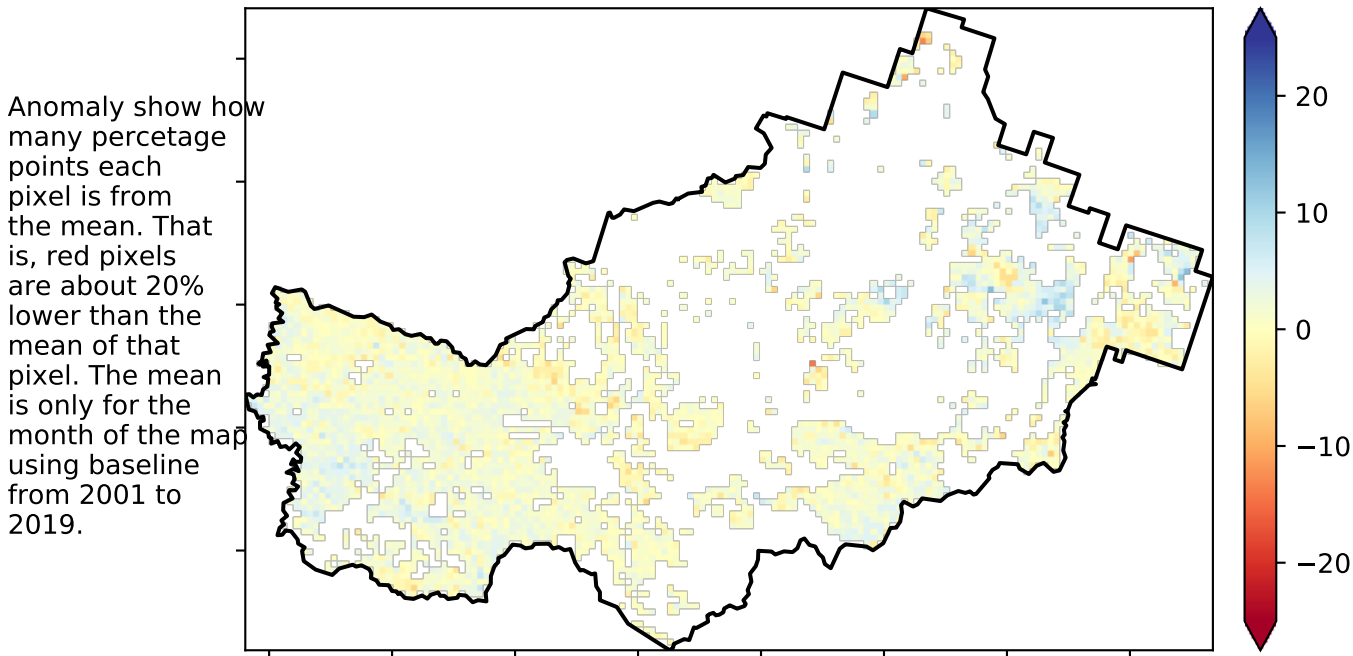 Anomaly show how
many percetage
points each
pixel is from
the mean. That
is, red pixels
are about 20%
lower than the
mean of that
pixel. The mean
is only for the
month of the map
using baseline
from 2001 to
2019.
20
10
0
−10
−20